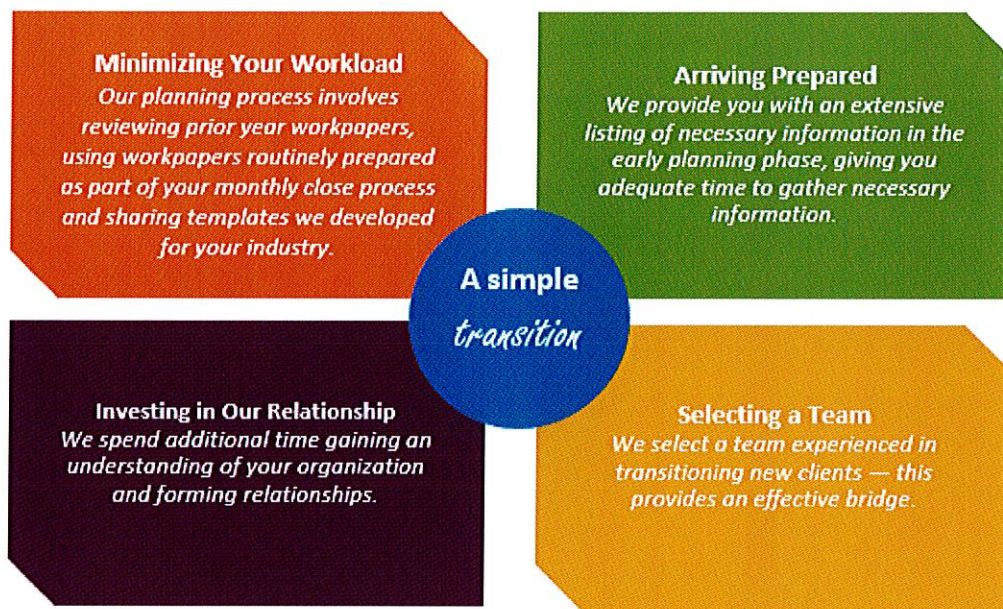 Minimizing Your Workload
Our planning process involves
reviewing prior year workpapers,
using workpapers routinely prepared
as part of your monthly close process
and sharing templates we developed
for your industry.
Arriving Prepared
We provide you with an extensive
listing of necessary information in the
early planning phase, giving you
adequate time to gather necessary
information.
A simple
transition
Investing in Our Relationship
We spend additional time gaining an
understanding of your organization
and forming relationships.
Selecting a Team
We select a team experienced in
transitioning new clients — this
provides an effective bridge.